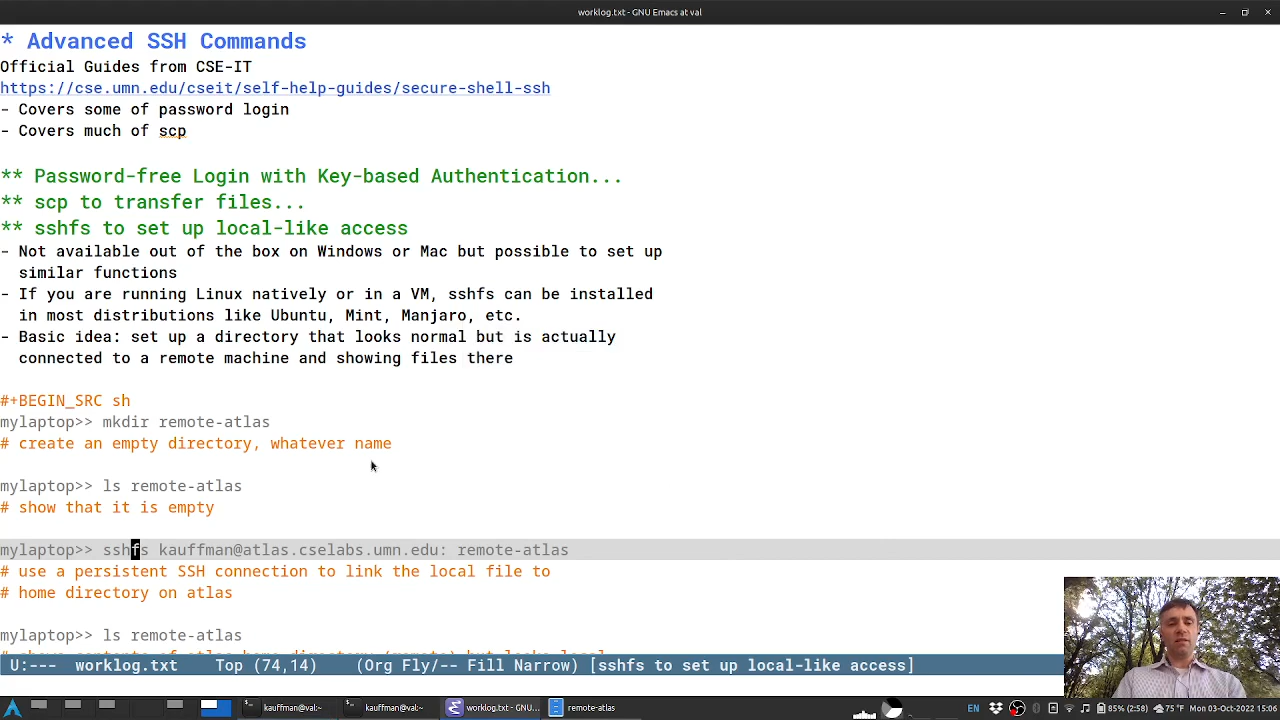 worklog.txt - GNU Emacs at val
* Advanced SSH Commands
Official Guides from CSE-IT
https://cse.umn.edu/cseit/self-help-guides/secure-shell-ssh
- Covers some of password login
- Covers much of scp
** Password-free Login with Key-based Authentication...
** scp to transfer files...
** sshfs to set up local-like access
- Not available out of the box on Windows or Mac but possible to set up
similar functions
- If you are running Linux natively or in a VM, sshfs can be installed
in most distributions like Ubuntu, Mint, Manjaro, etc.
- Basic idea: set up a directory that looks normal but is actually
connected to a remote machine and showing files there
#+BEGIN_SRC sh
mylaptop>> mkdir remote-atlas
# create an empty directory, whatever name
mylaptop>> ls remote-atlas
# show that it is empty
mylaptop>> sshfs kauffman@atlas.cselabs.umn.edu: remote-atlas
# use a persistent SSH connection to link the local file to
# home directory on atlas
mylaptop>> ls remote-atlas
# shows contents of atlas home directory (remote) but looks local
U:--- worklog.txt Top (74,14) (Org Fly/-- Fill Narrow) [sshfs to set up local-like access]
kauffman@val:~ kauffman@val:~ worklog.txt - GNU... remote-atlas EN 85% (2:58) 75°F Mon 03-Oct-2022 15:06